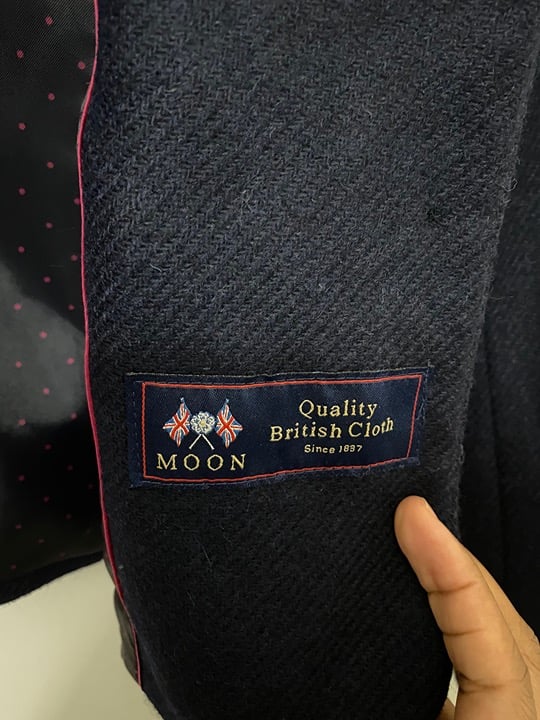 MOON
Quality
British Cloth
Since 1837